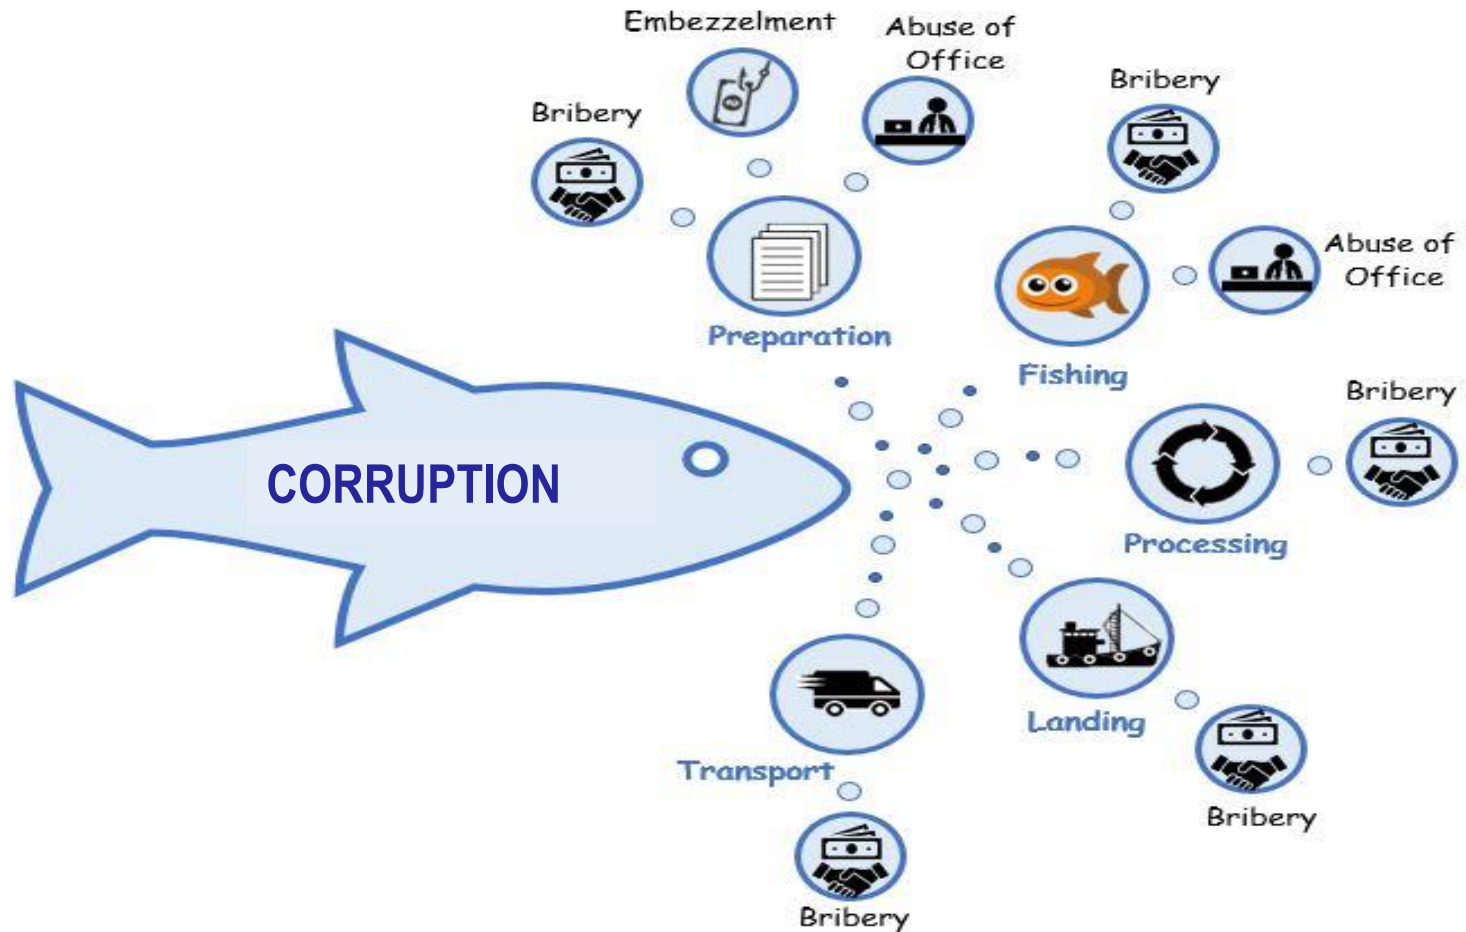 Embezzelment
Abuse of
Office
Bribery
Bribery
Preparation
Abuse of
Office
Fishing
Bribery
CORRUPTION
Processing
Landing
Transport
Bribery
Bribery